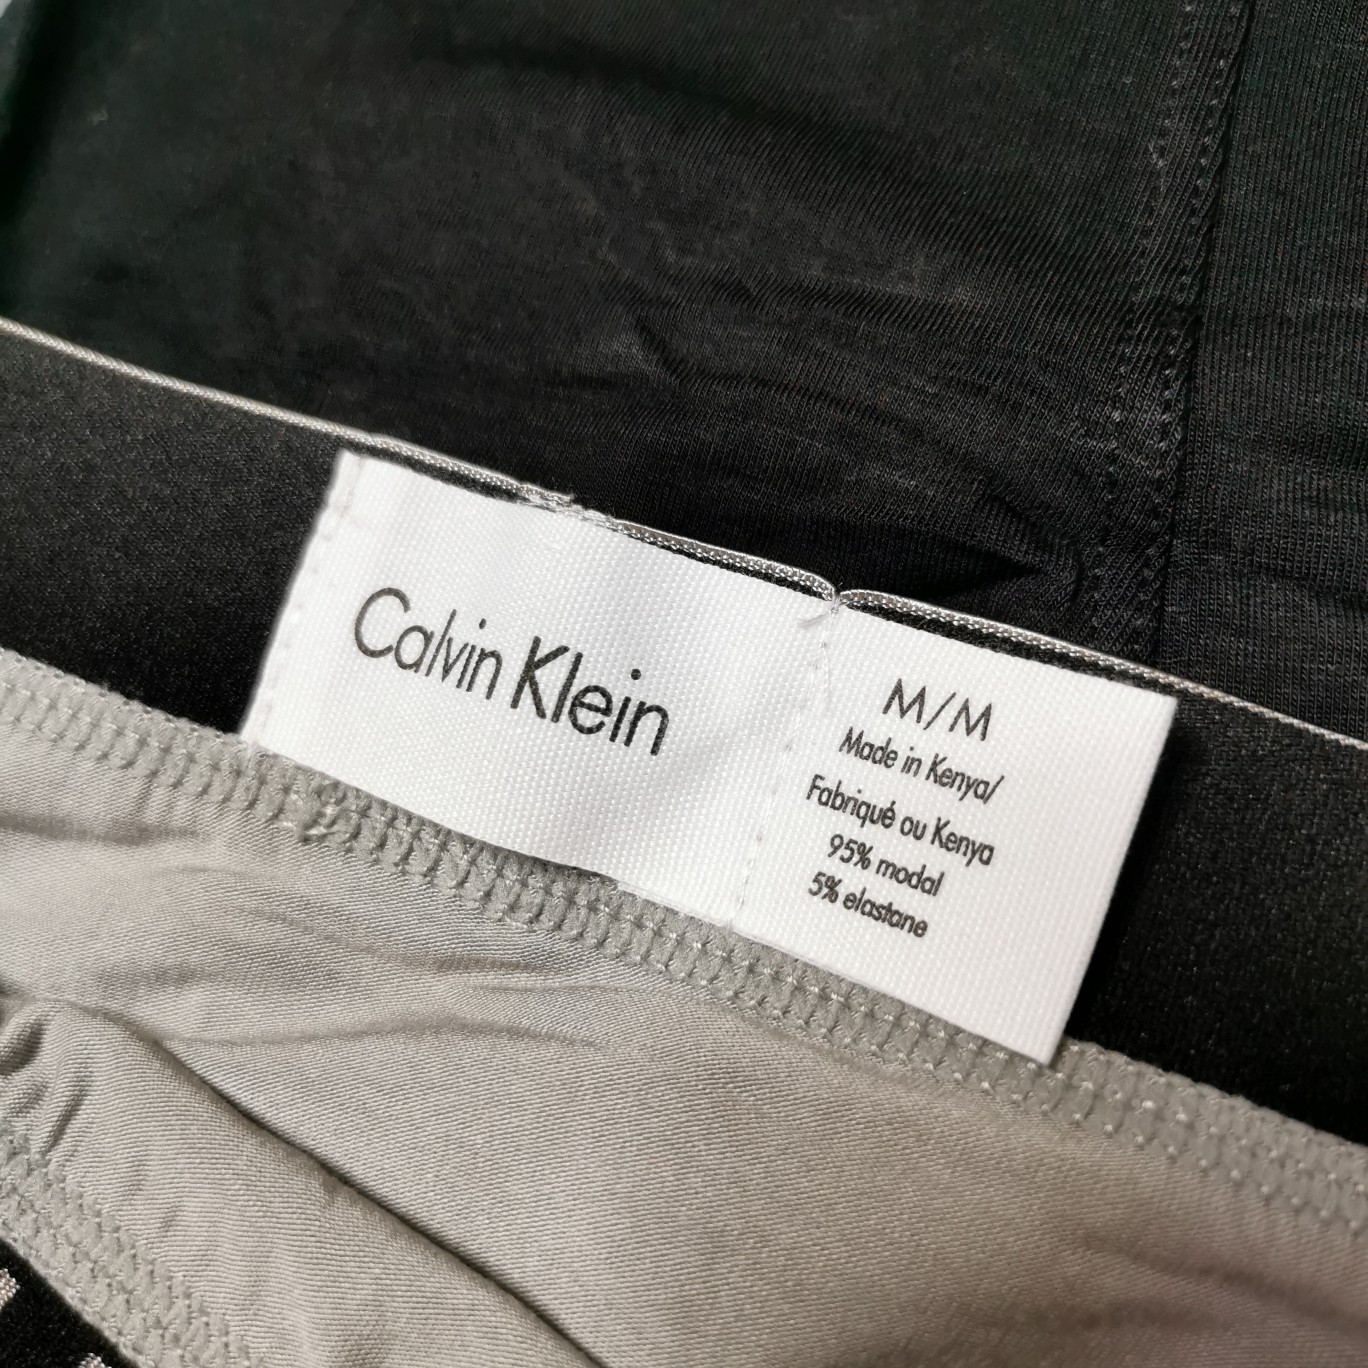 Calvin Klein
M/M
Made in Kenya/
Fabriqué ou Kenya
95% modal
5% elastane